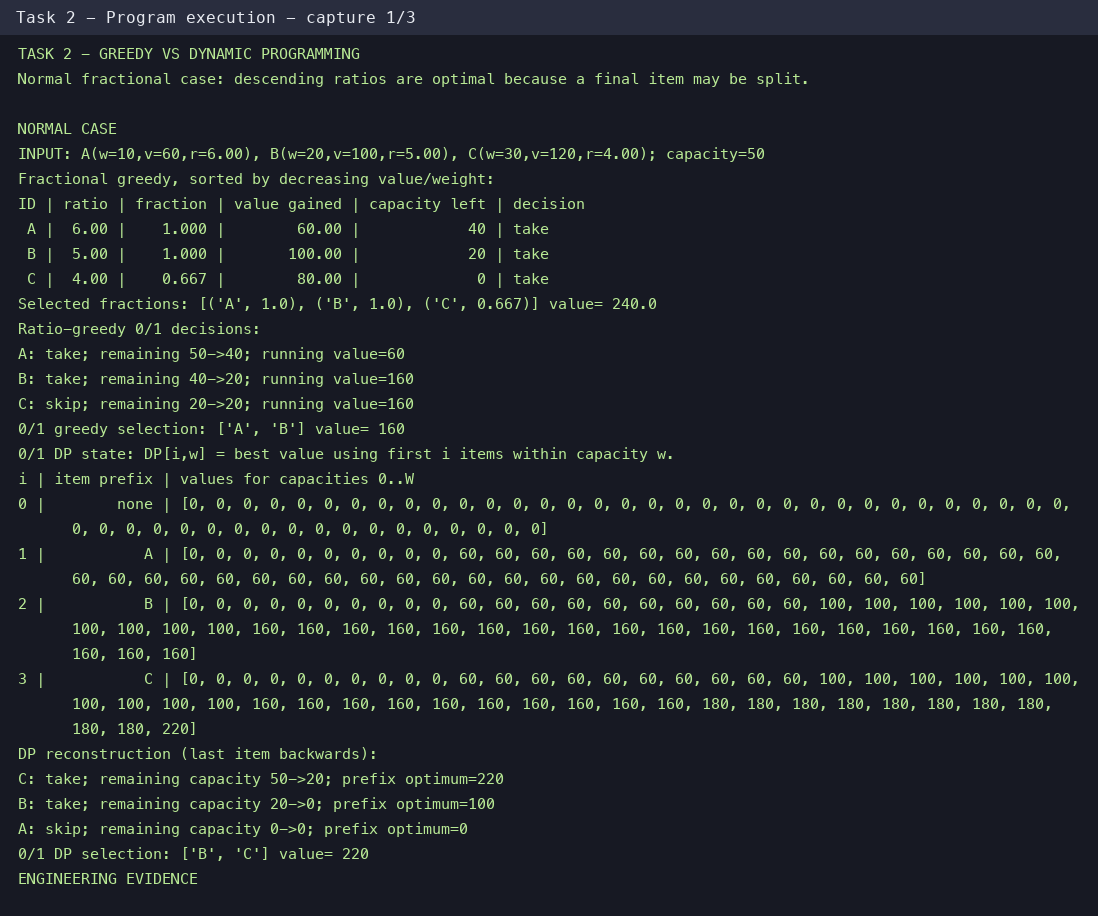 Task 2 – Program execution – capture 1/3
TASK 2 – GREEDY VS DYNAMIC PROGRAMMING
Normal fractional case: descending ratios are optimal because a final item may be split.
NORMAL CASE
INPUT: A(w=10,v=60,r=6.00), B(w=20,v=100,r=5.00), C(w=30,v=120,r=4.00); capacity=50
Fractional greedy, sorted by decreasing value/weight:
ID | ratio | fraction | value gained | capacity left | decision
A | 6.00 | 1.000 | 60.00 | 40 | take
B | 5.00 | 1.000 | 100.00 | 20 | take
C | 4.00 | 0.667 | 80.00 | 0 | take
Selected fractions: [('A', 1.0), ('B', 1.0), ('C', 0.667)] value= 240.0
Ratio–greedy 0/1 decisions:
A: take; remaining 50–>40; running value=60
B: take; remaining 40–>20; running value=160
C: skip; remaining 20–>20; running value=160
0/1 greedy selection: ['A', 'B'] value= 160
0/1 DP state: DP[i,w] = best value using first i items within capacity w.
i | item prefix | values for capacities 0..W
0 | none | [0, 0, 0, 0, 0, 0, 0, 0, 0, 0, 0, 0, 0, 0, 0, 0, 0, 0, 0, 0, 0, 0, 0, 0, 0, 0, 0, 0, 0, 0, 0, 0, 0,
0, 0, 0, 0, 0, 0, 0, 0, 0, 0, 0, 0, 0, 0, 0, 0, 0, 0]
1 | A | [0, 0, 0, 0, 0, 0, 0, 0, 0, 0, 60, 60, 60, 60, 60, 60, 60, 60, 60, 60, 60, 60, 60, 60, 60, 60, 60,
60, 60, 60, 60, 60, 60, 60, 60, 60, 60, 60, 60, 60, 60, 60, 60, 60, 60, 60, 60, 60, 60, 60, 60]
2 | B | [0, 0, 0, 0, 0, 0, 0, 0, 0, 0, 60, 60, 60, 60, 60, 60, 60, 60, 60, 60, 100, 100, 100, 100, 100, 100,
100, 100, 100, 100, 160, 160, 160, 160, 160, 160, 160, 160, 160, 160, 160, 160, 160, 160, 160, 160, 160, 160,
160, 160, 160]
3 | C | [0, 0, 0, 0, 0, 0, 0, 0, 0, 0, 60, 60, 60, 60, 60, 60, 60, 60, 60, 60, 100, 100, 100, 100, 100, 100,
100, 100, 100, 100, 160, 160, 160, 160, 160, 160, 160, 160, 160, 160, 180, 180, 180, 180, 180, 180, 180, 180,
180, 180, 220]
DP reconstruction (last item backwards):
C: take; remaining capacity 50–>20; prefix optimum=220
B: take; remaining capacity 20–>0; prefix optimum=100
A: skip; remaining capacity 0–>0; prefix optimum=0
0/1 DP selection: ['B', 'C'] value= 220
ENGINEERING EVIDENCE